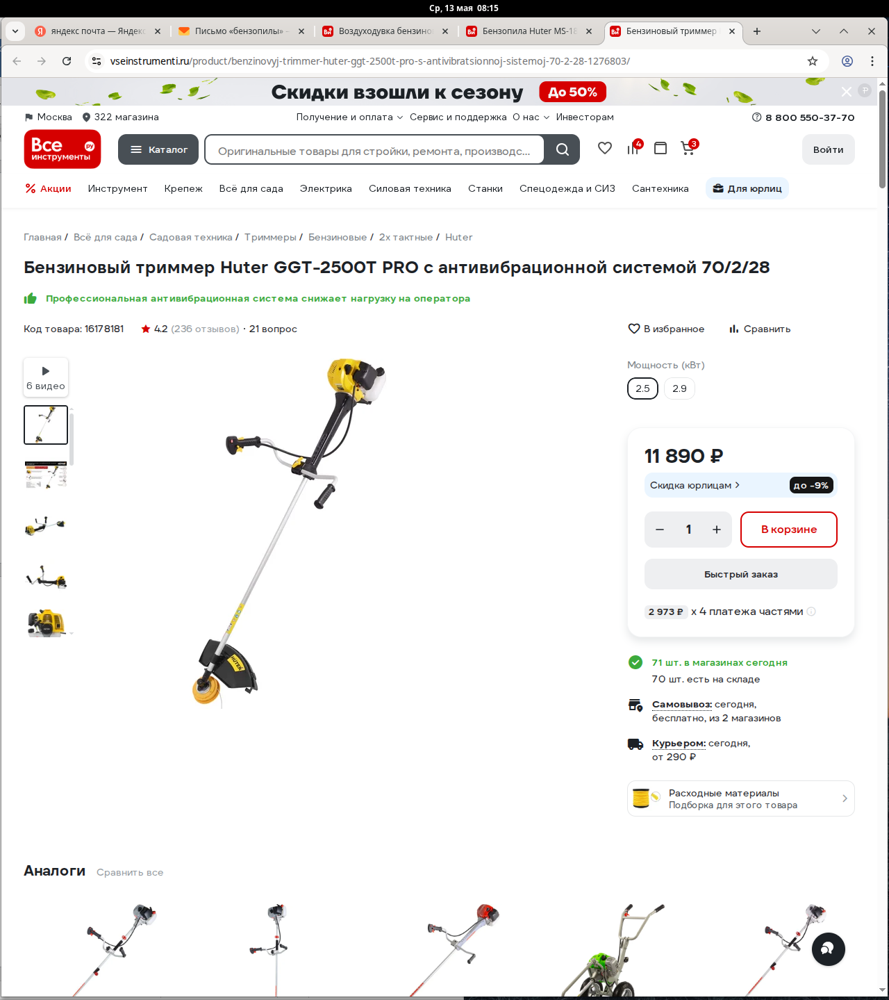 Ср, 13 мая 08:15
яндекс почта — Яндекс
Письмо «бензопилы» -
Воздуходувка бензино
Бензопила Huter MS-18
Бензиновый триммер
vseinstrumenti.ru/product/benzinovyj-trimmer-huter-ggt-2500t-pro-s-antivibratsionnoj-sistemoj-70-2-28-1276803/
Скидки взошли к сезону До 50%
Москва 322 магазина Получение и оплата Сервис и поддержка О нас Инвесторам 8 800 550-37-70
Все
инструменты
ру
Каталог
Оригинальные товары для стройки, ремонта, производс...
4
3
Войти
Акции Инструмент Крепеж Всё для сада Электрика Силовая техника Станки Спецодежда и СИЗ Сантехника Для юрлиц
Главная / Всё для сада / Садовая техника / Триммеры / Бензиновые / 2х тактные / Huter
Бензиновый триммер Huter GGT-2500T PRO с антивибрационной системой 70/2/28
Профессиональная антивибрационная система снижает нагрузку на оператора
Код товара: 16178181 4.2 (236 отзывов) · 21 вопрос
В избранное Сравнить
6 видео
Мощность (кВт)
2.5 2.9
11 890 ₽
Скидка юрлицам до -9%
1
В корзине
Быстрый заказ
2 973 ₽ х 4 платежа частями
71 шт. в магазинах сегодня
70 шт. есть на складе
Самовывоз: сегодня,
бесплатно, из 2 магазинов
Курьером: сегодня,
от 290 ₽
Расходные материалы
Подборка для этого товара
HUTER
Аналоги Сравнить все